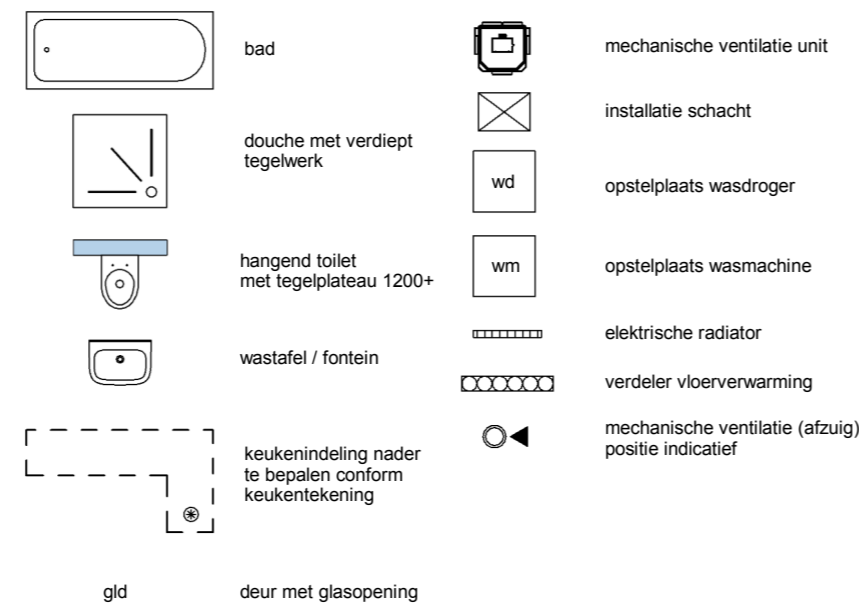 bad
douche met verdiept
tegelwerk
hangend toilet
met tegelplateau 1200+
wastafel / fontein
keukenindeling nader
te bepalen conform
keukentekening
gld
deur met glasopening
mechanische ventilatie unit
installatie schacht
wd
opstelplaats wasdroger
wm
opstelplaats wasmachine
elektrische radiator
verdeler vloerverwarming
mechanische ventilatie (afzuig)
positie indicatief